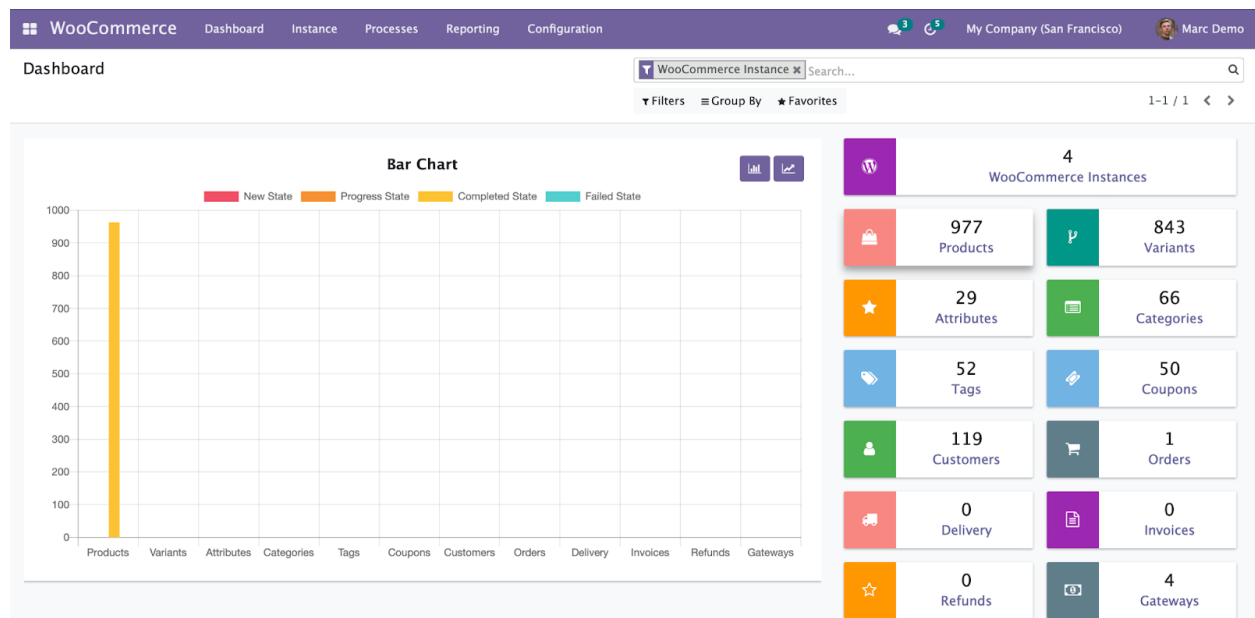 WooCommerce Dashboard Instance Processes Reporting Configuration 3 5 My Company (San Francisco) Marc Demo
Dashboard
WooCommerce Instance × Search...
Filters Group By Favorites 1-1 / 1
Bar Chart
New State Progress State Completed State Failed State
1000
900
800
700
600
500
400
300
200
100
0
Products Variants Attributes Categories Tags Coupons Customers Orders Delivery Invoices Refunds Gateways
4
WooCommerce Instances
977
Products
843
Variants
29
Attributes
66
Categories
52
Tags
50
Coupons
119
Customers
1
Orders
0
Delivery
0
Invoices
0
Refunds
4
Gateways